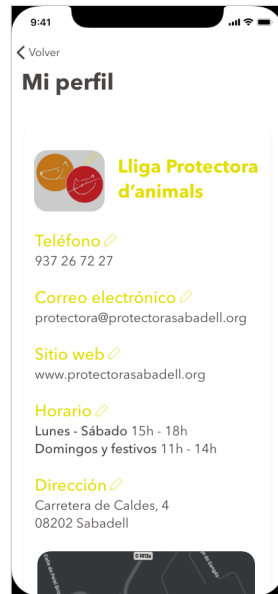 9:41
Volver
Mi perfil
Lliga Protectora
d’animals
Teléfono
937 26 72 27
Correo electrónico
protectora@protectorasabadell.org
Sitio web
www.protectorasabadell.org
Horario
Lunes - Sábado 15h - 18h
Domingos y festivos 11h - 14h
Dirección
Carretera de Caldes, 4
08202 Sabadell